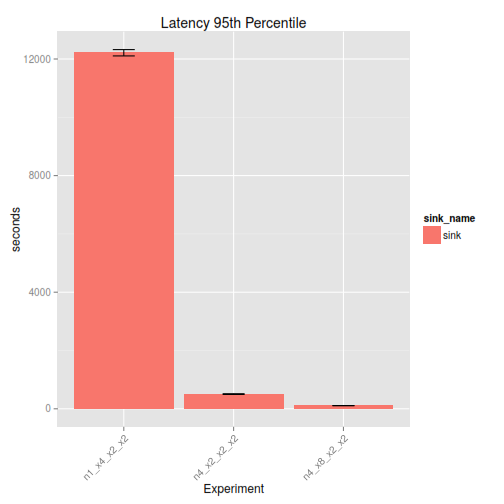 Latency 95th Percentile
12000
8000
4000
0
seconds
n1_x4_x2_x2
n4_x2_x2_x2
n4_x8_x2_x2
Experiment
sink_name
sink